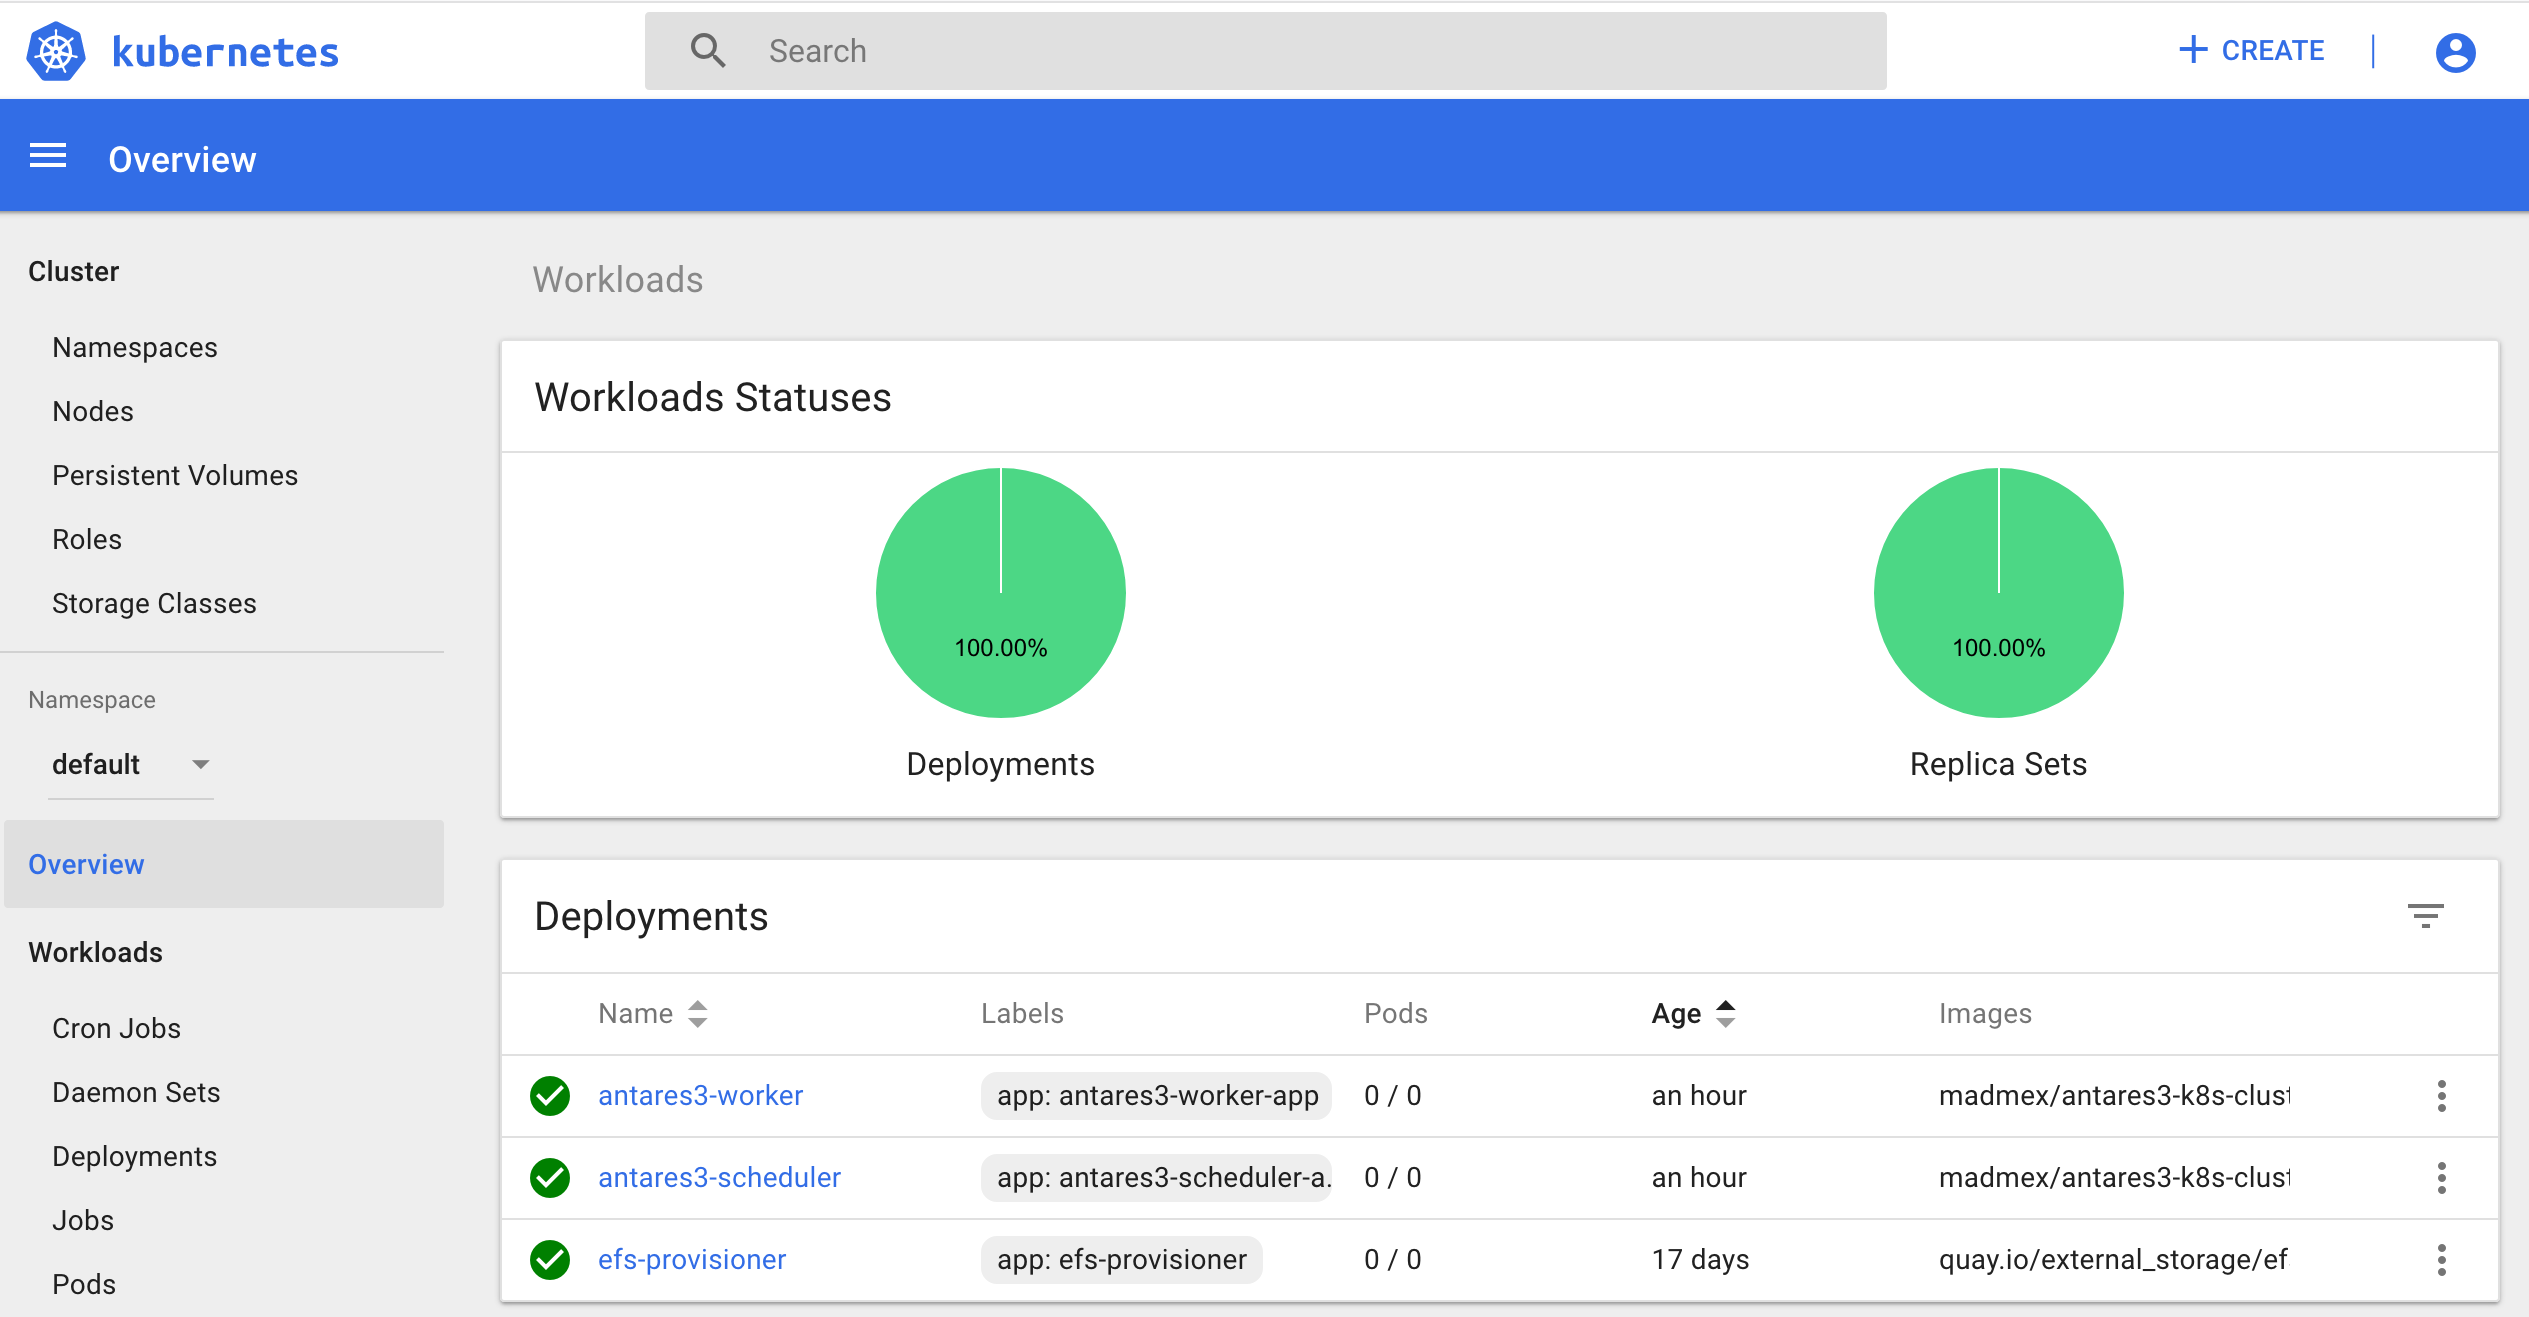 kubernetes
Search
CREATE
Overview
Cluster
Namespaces
Nodes
Persistent Volumes
Roles
Storage Classes
Namespace
default
Overview
Workloads
Cron Jobs
Daemon Sets
Deployments
Jobs
Pods
Workloads
Workloads Statuses
100.00%
Deployments
100.00%
Replica Sets
Deployments
Name Labels Pods Age Images
antares3-worker app: antares3-worker-app 0 / 0 an hour madmex/antares3-k8s-clust
antares3-scheduler app: antares3-scheduler-a. 0 / 0 an hour madmex/antares3-k8s-clust
efs-provisioner app: efs-provisioner 0 / 0 17 days quay.io/external_storage/ef